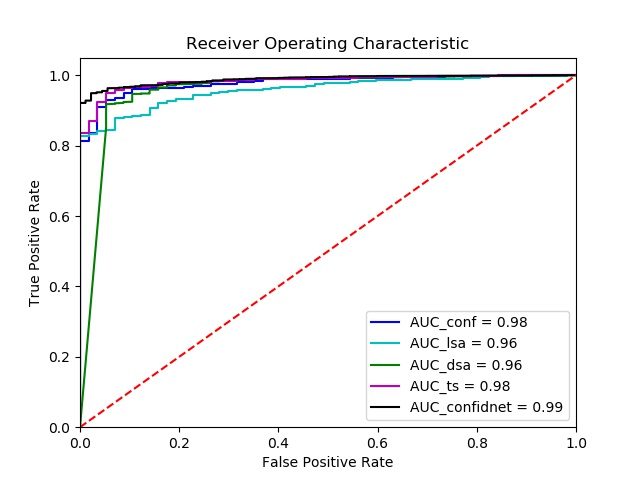 Receiver Operating Characteristic
True Positive Rate
1.0
0.8
0.6
0.4
0.2
0.0
AUC_conf = 0.98
AUC_lsa = 0.96
AUC_dsa = 0.96
AUC_ts = 0.98
AUC_confidnet = 0.99
0.0 0.2 0.4 0.6 0.8 1.0
False Positive Rate